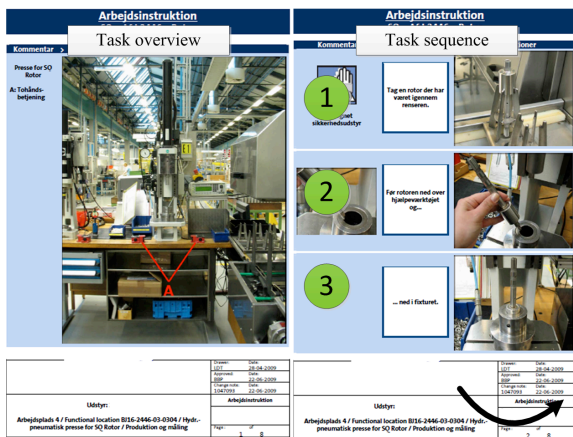 Arbejdsinstruktion
Task overview
Kommentar >
Presse for SQ
Rotor
A: Tohånds-
betjening
E1
A
Drawn:
Date:
LDT
28-04-2009
Approved:
Date:
BBP
22-06-2009
Change note:
Date:
1047093
22-06-2009
Udstyr:
Arbejdsinstruktion
Arbejdsplads 4 / Functional location BJ16-2446-03-0304 / Hydr.-
pneumatisk presse for SQ Rotor / Produktion og måling
Page:
1
8
Arbejdsinstruktion
Task sequence
1
sikkerhedsudstyr
Tag en rotor der har
været igennem
renseren.
2
Før rotoren ned over
hjælpeværktøjet
og...
3
... ned i fixturet.
Drawn:
Date:
LDT
28-04-2009
Approved:
Date:
BBP
22-06-2009
Change note:
Date:
1047093
22-06-2009
Udstyr:
Arbejdsinstruktion
Arbejdsplads 4 / Functional location BJ16-2446-03-0304 / Hydr.-
pneumatisk presse for SQ Rotor / Produktion og måling
Page:
2
8